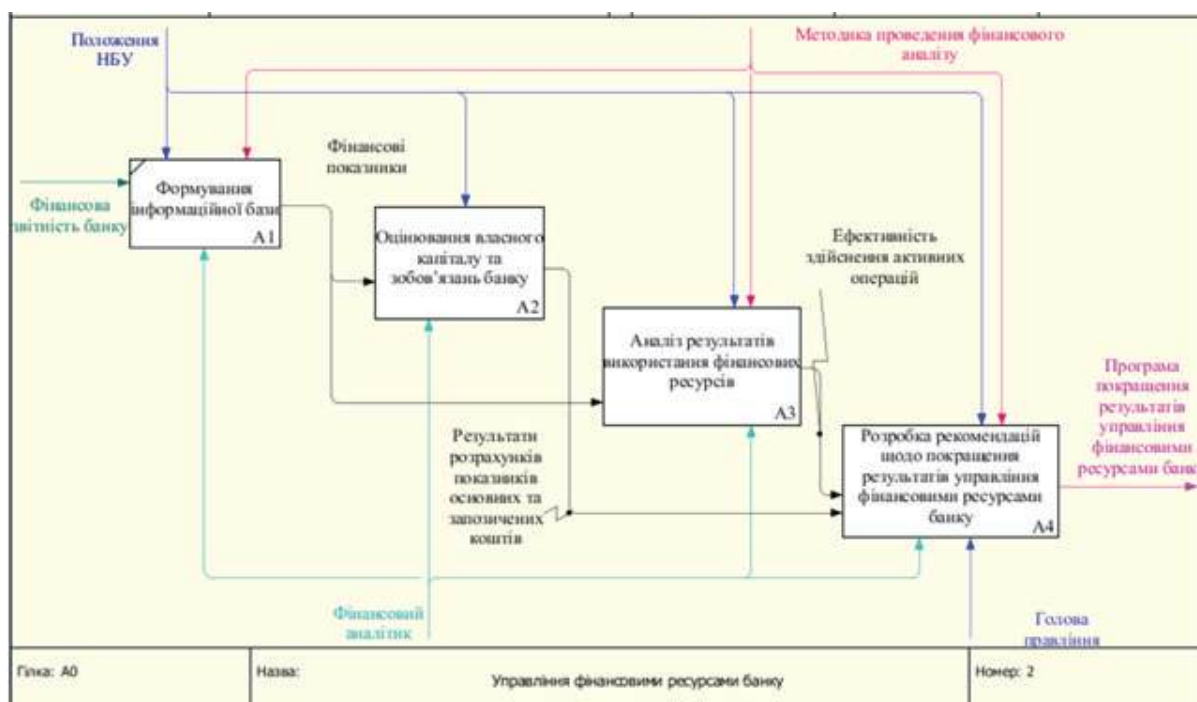 Положення
НБУ
Методика проведення фінансового
аналізу
Фінансові
показники
Формування
інформаційної бази
A1
Фінансова
звітність банку
Оцінювання власного
капіталу та
зобов'язань банку
A2
Ефективність
здійснення активних
операцій
Аналіз результатів
використання фінансових
ресурсів
A3
Програма
покращення
результатів
управління
фінансовими
ресурсами банк
Результати
розрахунків
показників
основних та
запозичених
коштів
Розробка рекомендацій
щодо покращення
результатів управління
фінансовими ресурсами
банку
A4
Фінансовий
аналітик
Голова
правління
Гілка: A0
Назва:
Управління фінансовими ресурсами банку
Номер: 2